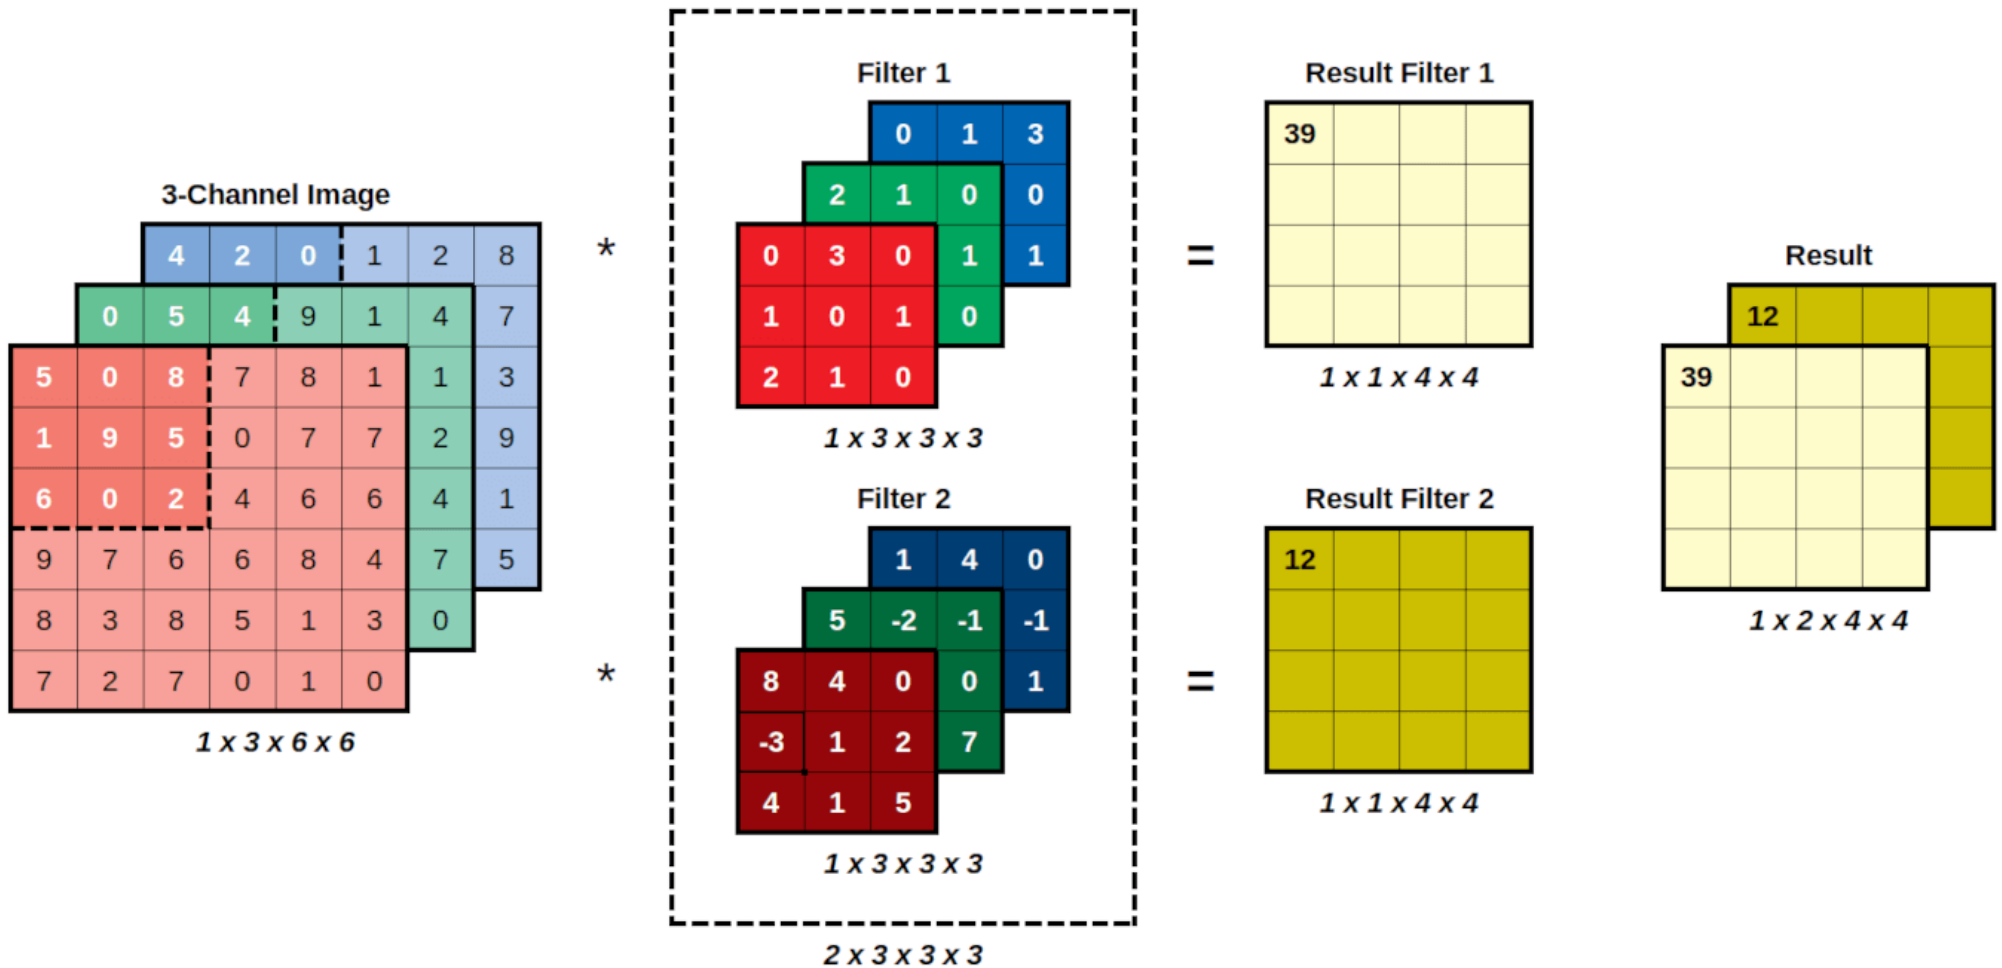 3-Channel Image
4 2 0 1 2 8
0 5 4 9 1 4 7
5 0 8 7 8 1 1 3
1 9 5 0 7 7 2 9
6 0 2 4 6 6 4 1
9 7 6 6 8 4 7 5
8 3 8 5 1 3 0
7 2 7 0 1 0
1 x 3 x 6 x 6
*
*
Filter 1
0 1 3
2 1 0 0
0 3 0 1 1
1 0 1 0
2 1 0
1 x 3 x 3 x 3
Filter 2
1 4 0
5 -2 -1 -1
8 4 0 0 1
-3 1 2 7
4 1 5
1 x 3 x 3 x 3
2 x 3 x 3 x 3
=
=
Result Filter 1
39
1 x 1 x 4 x 4
Result Filter 2
12
1 x 1 x 4 x 4
Result
12
39
1 x 2 x 4 x 4